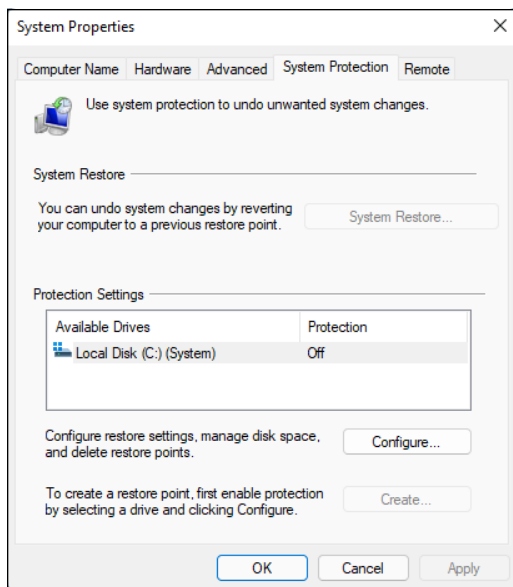 System Properties
Computer Name Hardware Advanced System Protection Remote
Use system protection to undo unwanted system changes.
System Restore
You can undo system changes by reverting
your computer to a previous restore point.
System Restore...
Protection Settings
Available Drives Protection
Local Disk (C:) (System) Off
Configure restore settings, manage disk space,
and delete restore points.
Configure...
To create a restore point, first enable protection
by selecting a drive and clicking Configure.
Create...
OK Cancel Apply